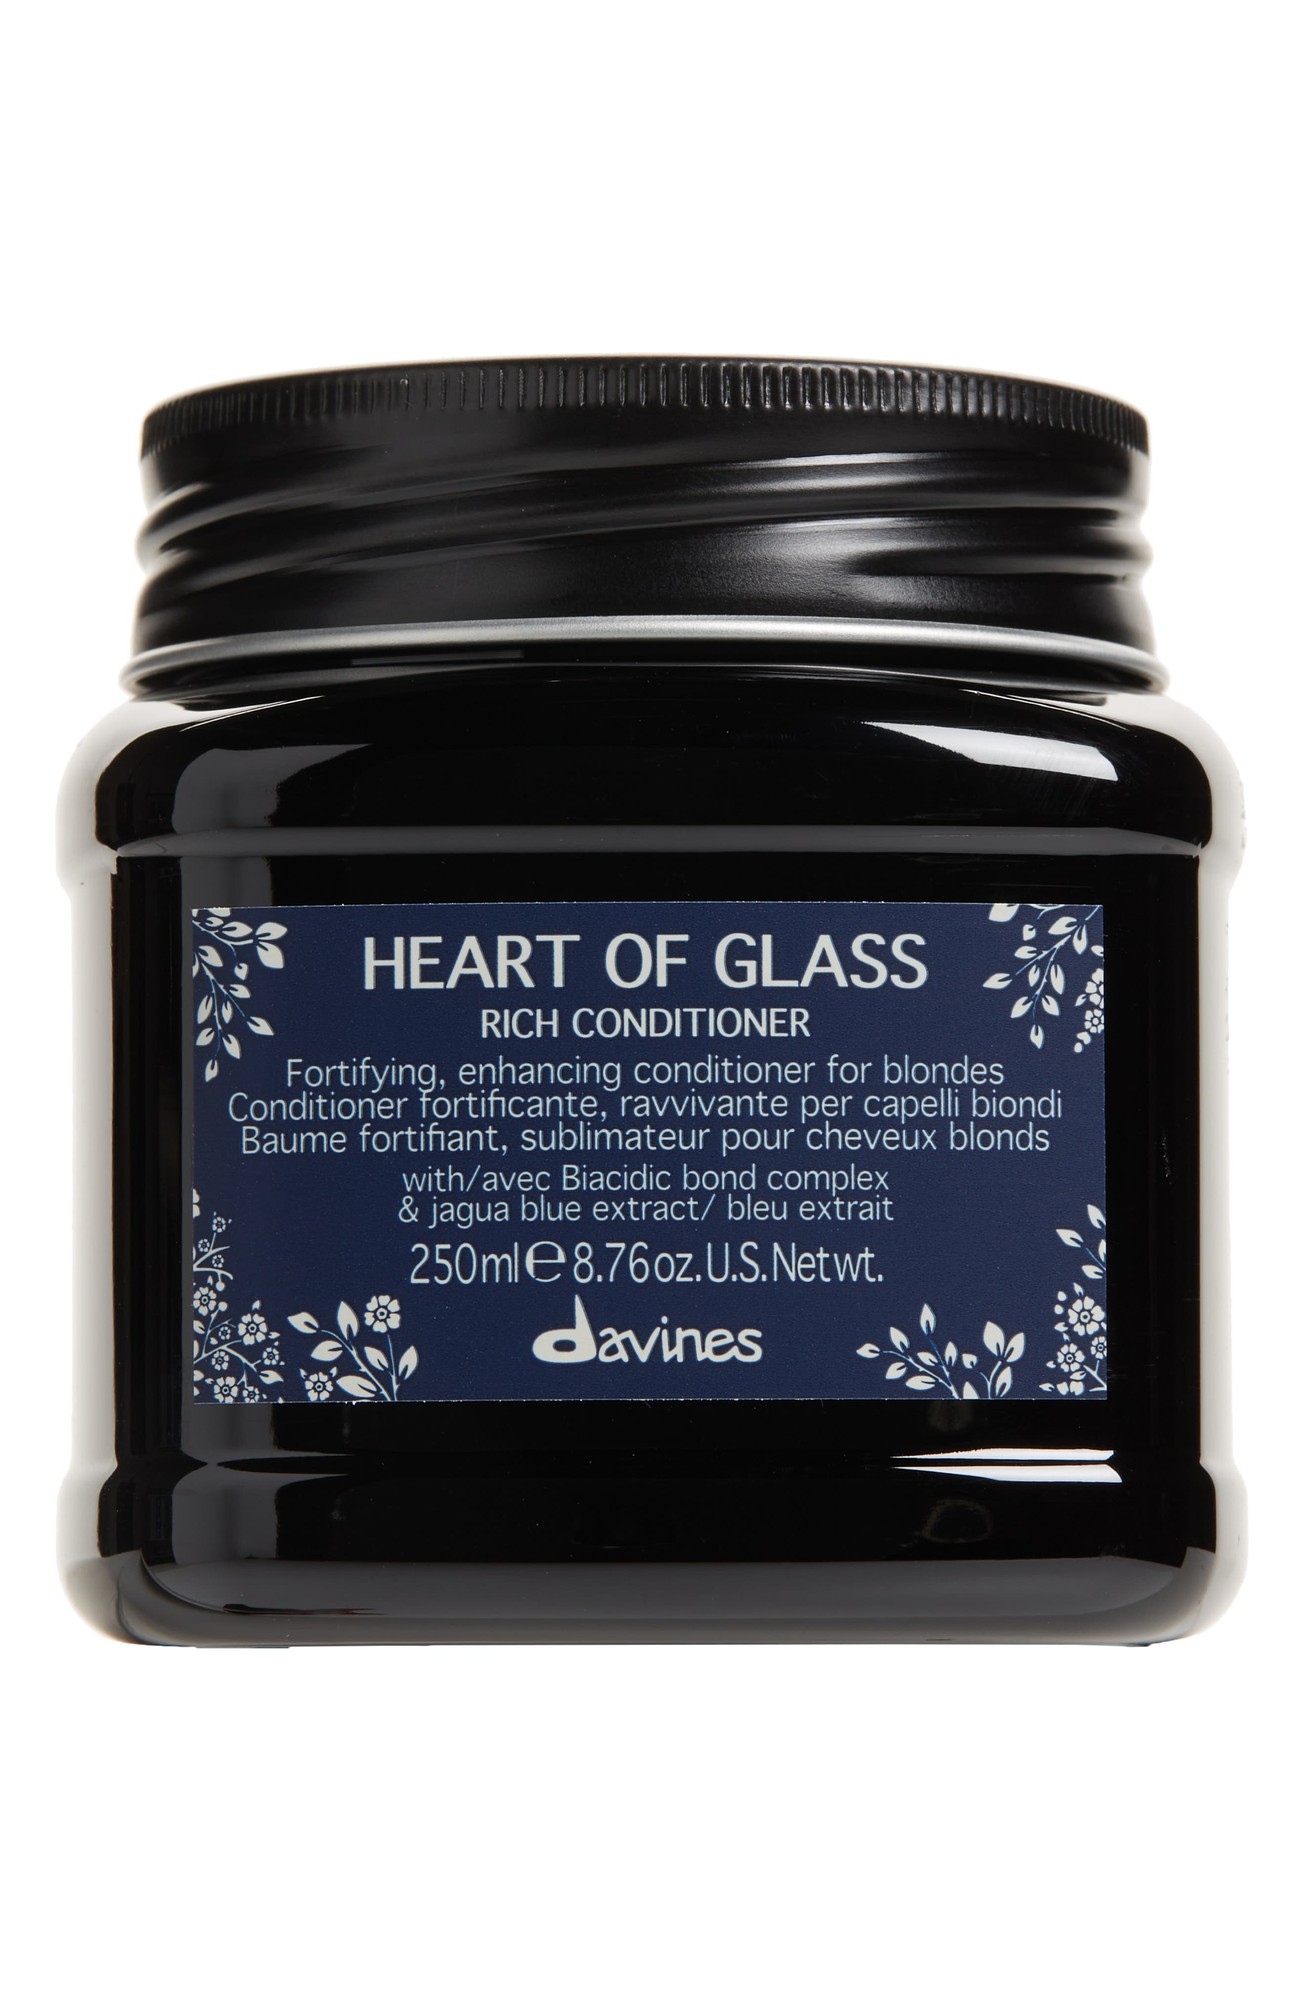 HEART OF GLASS
RICH CONDITIONER
Fortifying, enhancing conditioner for blondes
Conditioner fortificante, ravvivante per capelli biondi
Baume fortifiant, sublimateur pour cheveux blonds
with/avec Biacidic bond complex
& jagua blue extract/ bleu extrait
250ml℮8.76oz.U.S.Netwt.
davines